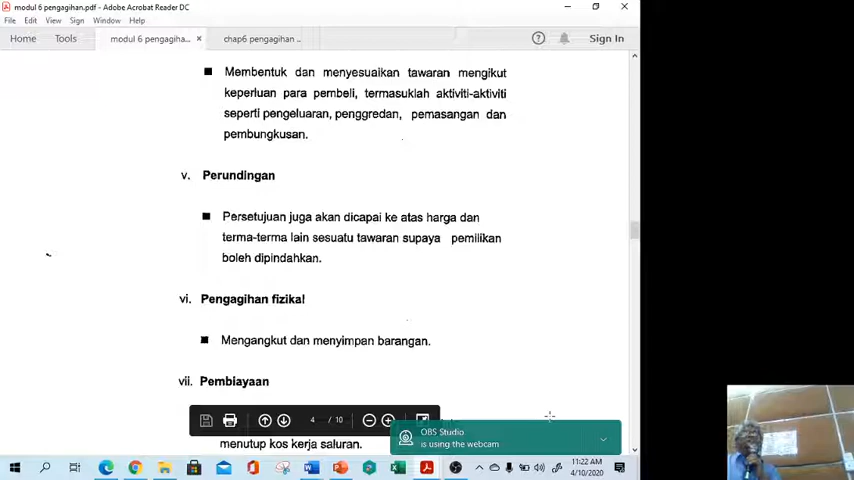 modul 6 pengagihan.pdf - Adobe Acrobat Reader DC
File Edit View Sign Window Help
Home Tools modul 6 pengagiha... × chap6 pengagihan .. Sign In
Membentuk dan menyesuaikan tawaran mengikut
keperluan para pembeli, termasuklah aktiviti-aktiviti
seperti pengeluaran, penggredan, pemasangan dan
pembungkusan.
v. Perundingan
Persetujuan juga akan dicapai ke atas harga dan
terma-terma lain sesuatu tawaran supaya pemilikan
boleh dipindahkan.
vi. Pengagihan fizikal
Mengangkut dan menyimpan barangan.
vii. Pembiayaan
4 / 10
OBS Studio
is using the webcam
menutup kos kerja saluran.
11:22 AM
4/10/2020